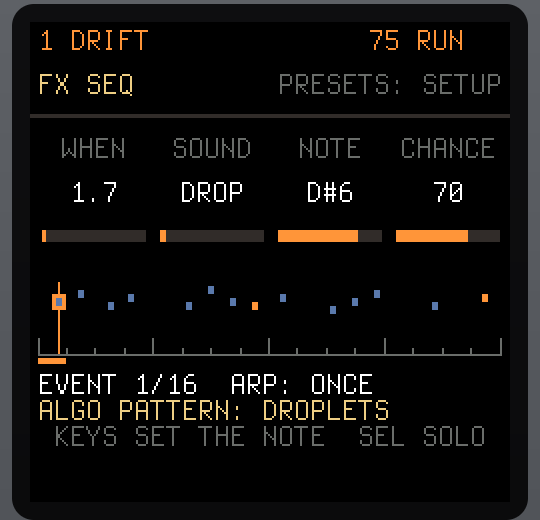 1 DRIFT 75 RUN
FX SEQ PRESETS: SETUP
WHEN SOUND NOTE CHANCE
1.7 DROP D#6 70
EVENT 1/16 ARP: ONCE
ALGO PATTERN: DROPLETS
KEYS SET THE NOTE SEL SOLO